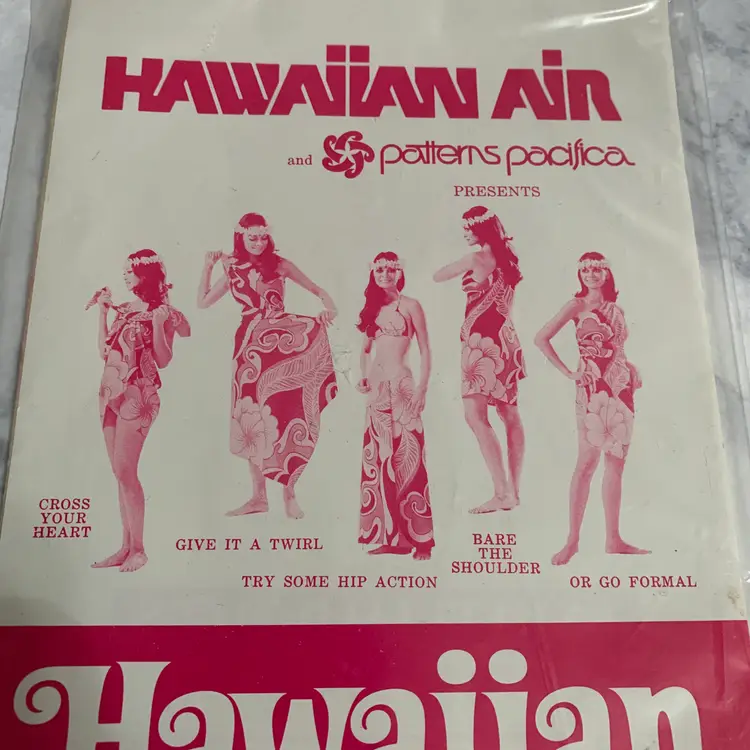 HAWAIIAN AIR
and patterns pacifica
PRESENTS
CROSS
YOUR
HEART
GIVE IT A TWIRL
TRY SOME HIP ACTION
BARE
THE
SHOULDER
OR GO FORMAL
Hawaiian